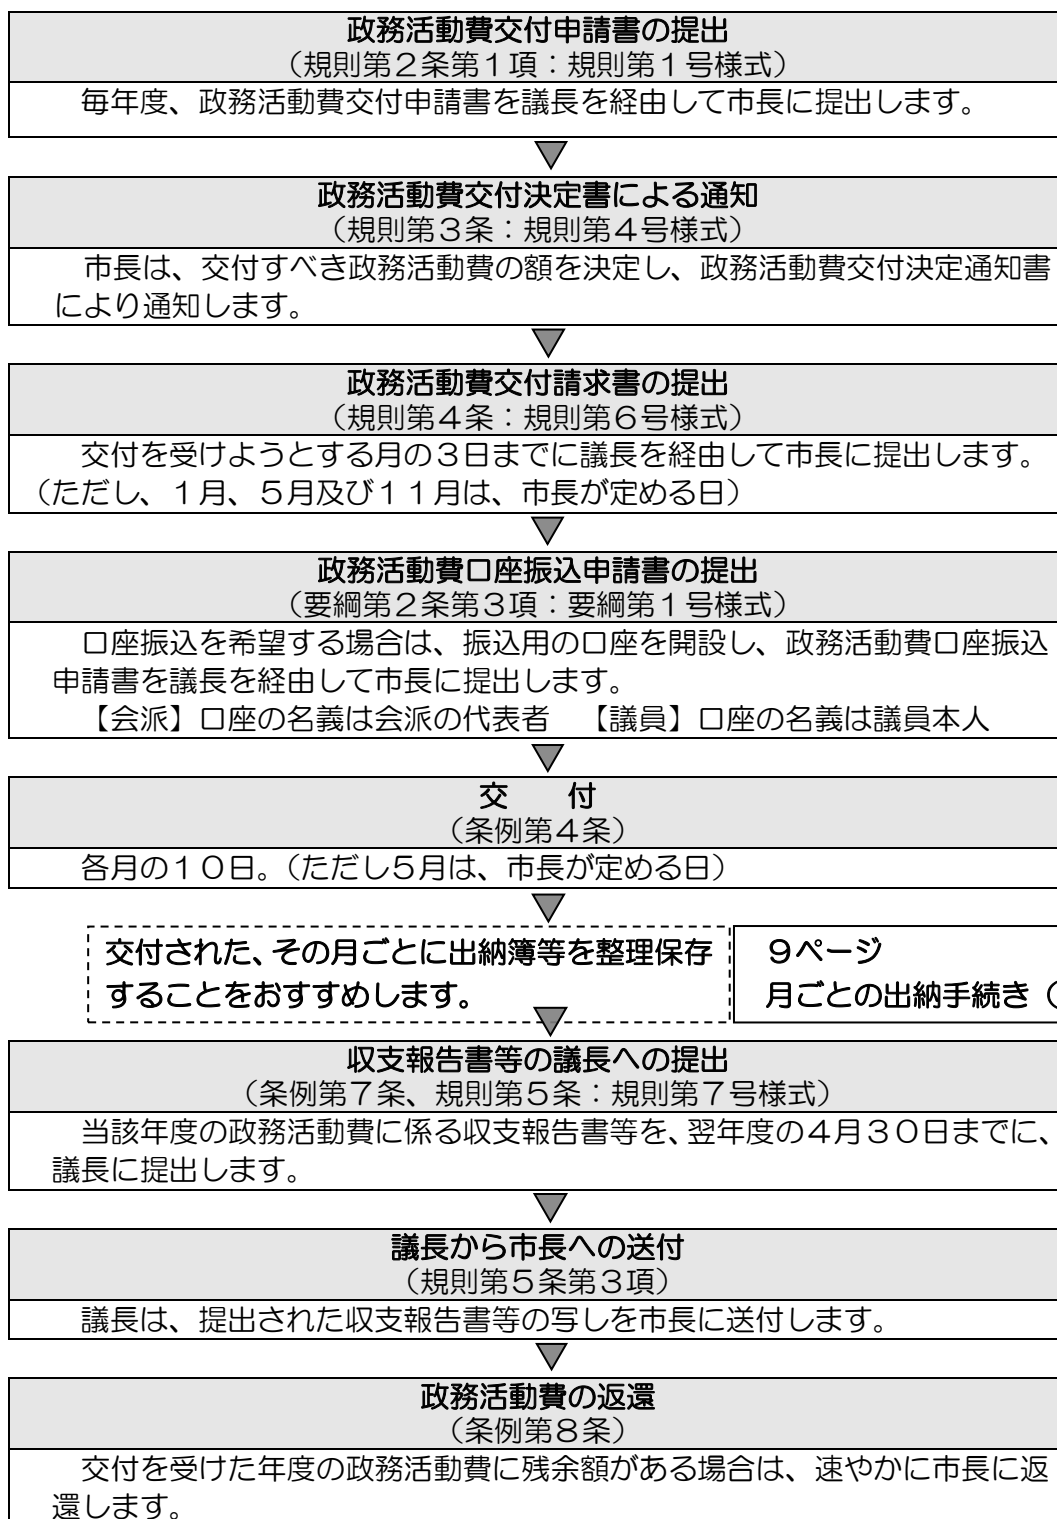 政務活動費交付申請書の提出
（規則第２条第１項：規則第１号様式）
毎年度、政務活動費交付申請書を議長を経由して市長に提出します。
政務活動費交付決定書による通知
（規則第３条：規則第４号様式）
市長は、交付すべき政務活動費の額を決定し、政務活動費交付決定通知書
により通知します。
政務活動費交付請求書の提出
（規則第４条：規則第６号様式）
交付を受けようとする月の３日までに議長を経由して市長に提出します。
（ただし、１月、５月及び１１月は、市長が定める日）
政務活動費口座振込申請書の提出
（要綱第２条第３項：要綱第１号様式）
口座振込を希望する場合は、振込用の口座を開設し、政務活動費口座振込
申請書を議長を経由して市長に提出します。
【会派】口座の名義は会派の代表者　【議員】口座の名義は議員本人
交　付
（条例第４条）
各月の１０日。（ただし５月は、市長が定める日）
交付された、その月ごとに出納簿等を整理保存
することをおすすめします。
９ページ
月ごとの出納手続き（
収支報告書等の議長への提出
（条例第７条、規則第５条：規則第７号様式）
当該年度の政務活動費に係る収支報告書等を、翌年度の４月３０日までに、
議長に提出します。
議長から市長への送付
（規則第５条第３項）
議長は、提出された収支報告書等の写しを市長に送付します。
政務活動費の返還
（条例第８条）
交付を受けた年度の政務活動費に残余額がある場合は、速やかに市長に返
還します。